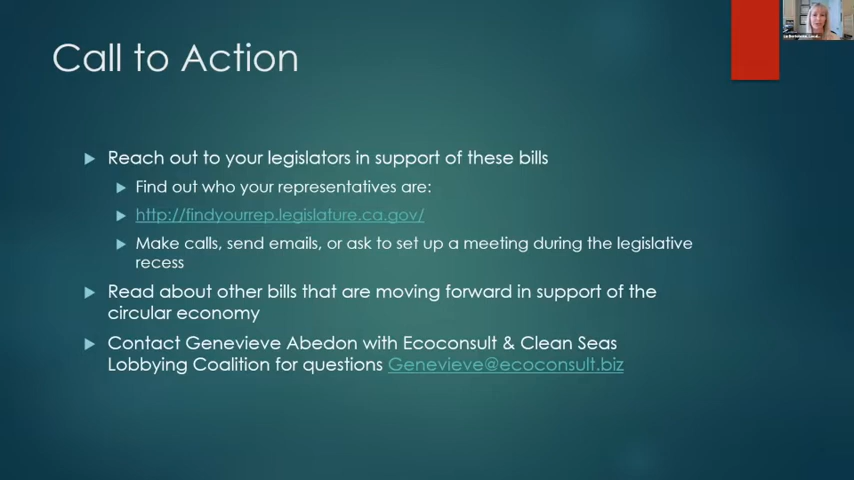 Call to Action
Reach out to your legislators in support of these bills
Find out who your representatives are:
http://findyourrep.legislature.ca.gov/
Make calls, send emails, or ask to set up a meeting during the legislative
recess
Read about other bills that are moving forward in support of the
circular economy
Contact Genevieve Abedon with Ecoconsult & Clean Seas
Lobbying Coalition for questions Genevieve@ecoconsult.biz